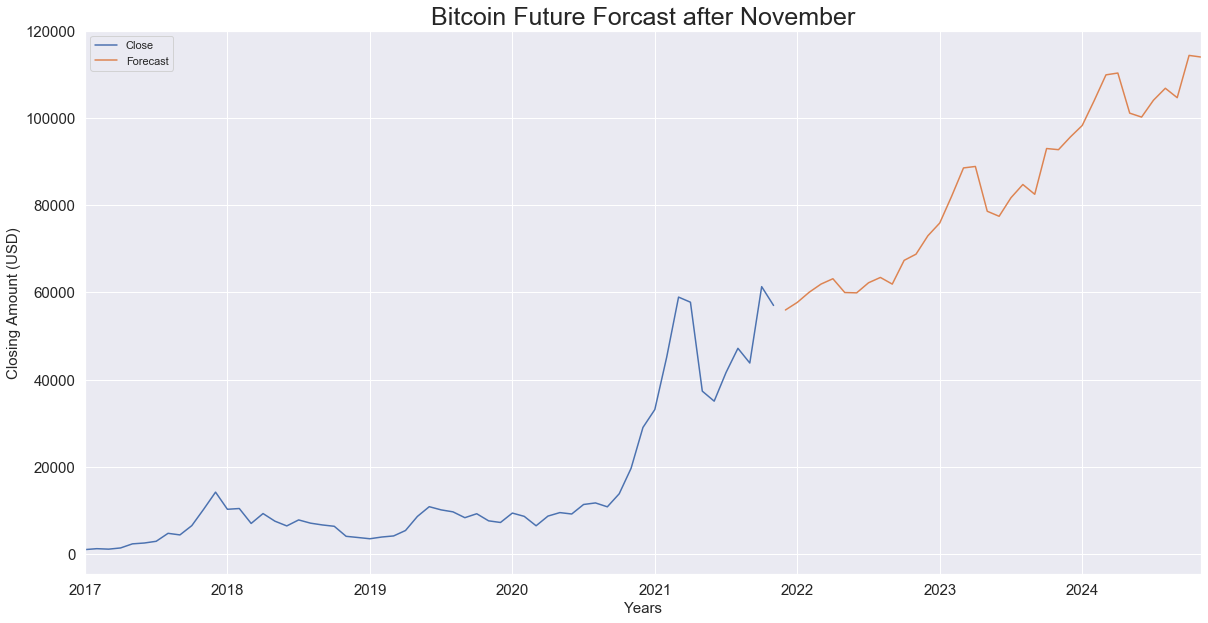 Bitcoin Future Forcast after November
Close
Forecast
Closing Amount (USD)
120000
100000
80000
60000
40000
20000
0
2017 2018 2019 2020 2021 2022 2023 2024
Years